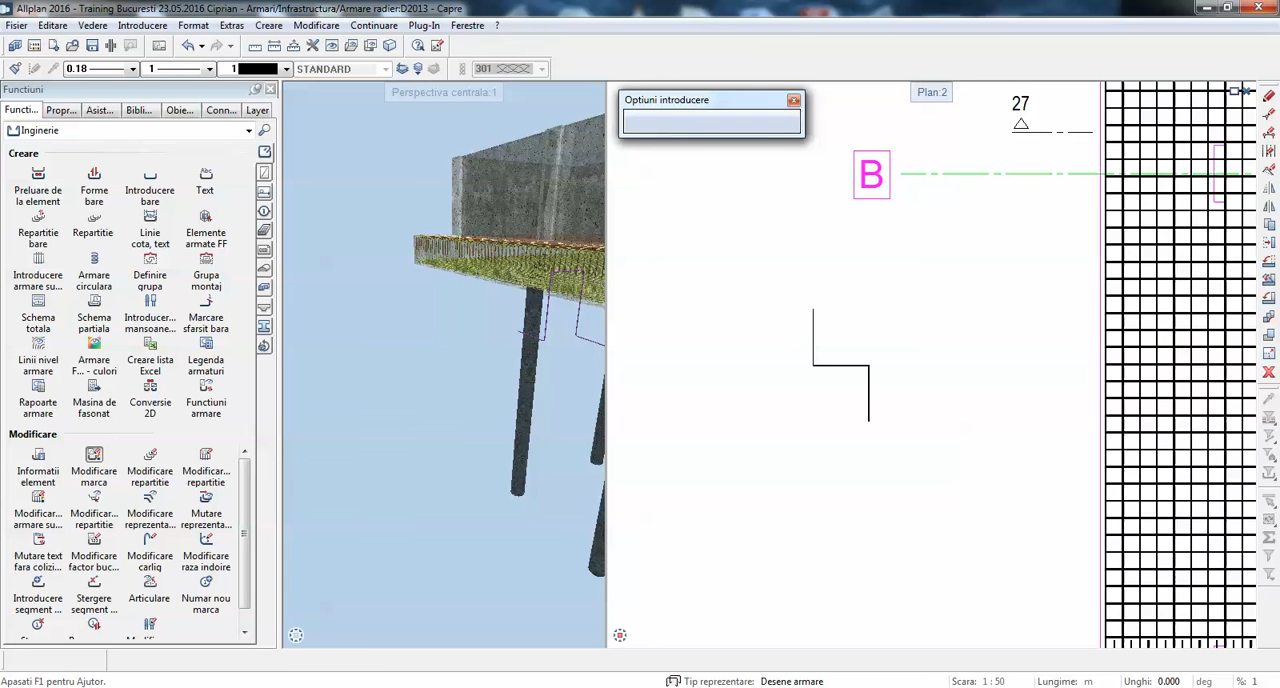 Allplan 2016 - Training Bucuresti 23.05.2016 Ciprian - Armari/Infrastructura/Armare radier:D2013 - Capre
Fisier Editare Vedere Introducere Format Extras Creare Modificare Continuare Plug-In Ferestre ?
0.18 1 1 STANDARD 301
Functiuni
Functi... Propr... Asist... Bibli... Obie... Conn... Layer
Inginerie
Creare
Preluare de la element
Forme bare
Introducere bare
Text
Repartitie bare
Repartitie
Linie cota, text
Elemente armate FF
Introducere armare su...
Armare circulara
Definire grupa
Grupa montaj
Schema totala
Schema partiala
Introducer... mansoane...
Marcare sfarsit bara
Linii nivel armare
Armare F... - culori
Creare lista Excel
Legenda armaturi
Rapoarte armare
Masina de fasonat
Conversie 2D
Functiuni armare
Modificare
Informatii element
Modificare marca
Modificare repartitie
Modificar... repartitie
Modificar... armare su...
Modificar... repartitie
Modificare reprezenta...
Mutare reprezenta...
Mutare text fara colizi...
Modificare factor buc...
Modificare carlig
Modificare raza indoire
Introducere segment ...
Stergere segment ...
Articulare
Numar nou marca
Perspectiva centrala:1
Optiuni introducere
Plan:2
27
B
Apasati F1 pentru Ajutor.
Tip reprezentare: Desene armare
Scara: 1 : 50
Lungime: m
Unghi: 0.000 deg
%: 1